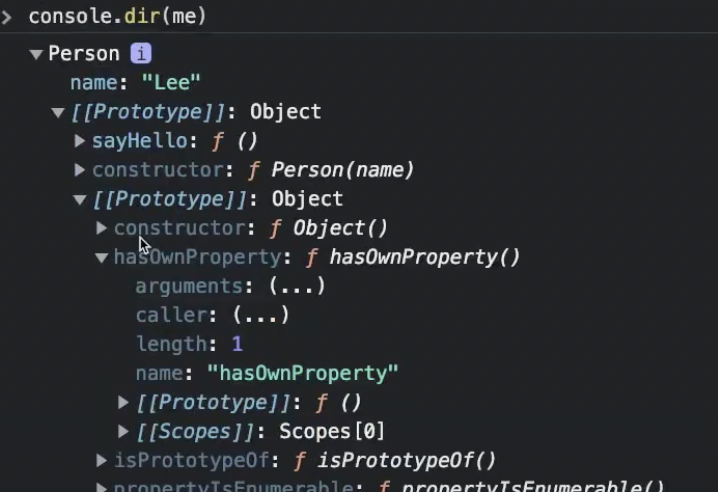 > console.dir(me)
▼ Person i
name: "Lee"
▼ [[Prototype]]: Object
▶ sayHello: ƒ ()
▶ constructor: ƒ Person(name)
▼ [[Prototype]]: Object
▶ constructor: ƒ Object()
▼ hasOwnProperty: ƒ hasOwnProperty()
arguments: (...)
caller: (...)
length: 1
name: "hasOwnProperty"
▶ [[Prototype]]: ƒ ()
▶ [[Scopes]]: Scopes[0]
▶ isPrototypeOf: ƒ isPrototypeOf()
▶ propertyIsEnumerable: ƒ propertyIsEnumerable()